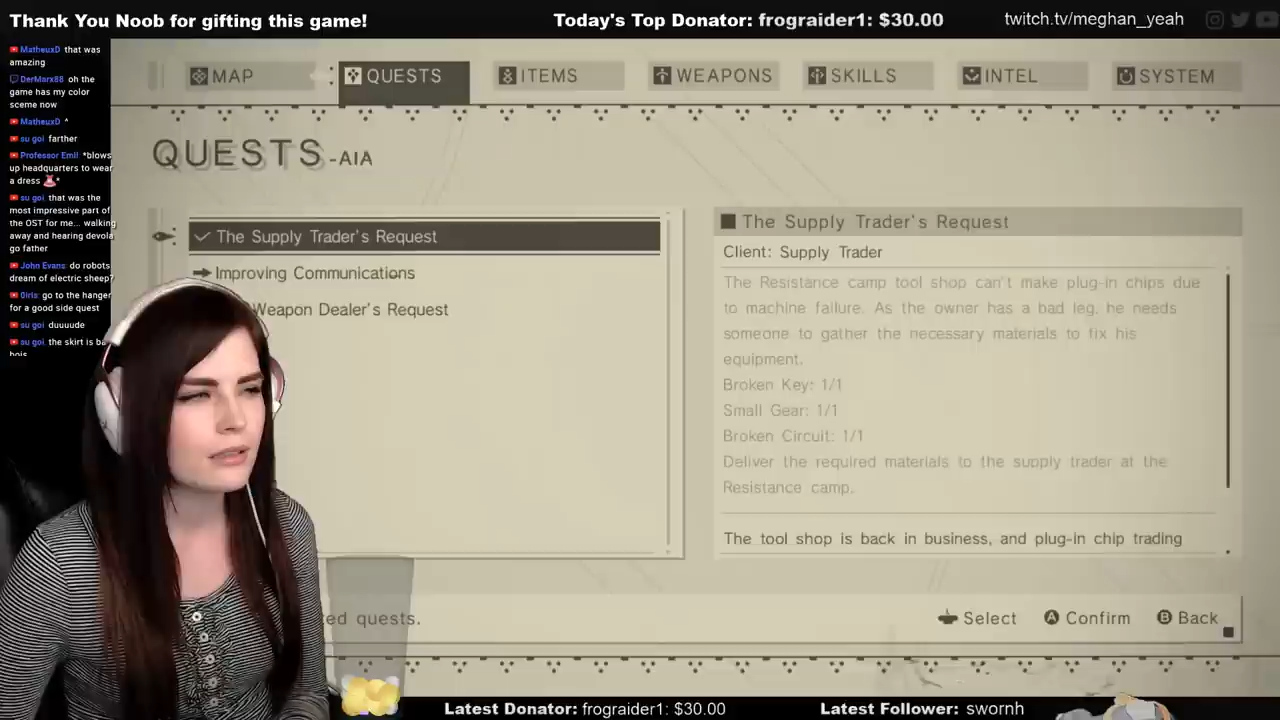 Thank You Noob for gifting this game!
Today's Top Donator: frograider1: $30.00
twitch.tv/meghan_yeah
MatheuxD that was
amazing
DerMarx88 oh the
game has my color
sceme now
MatheuxD ^
su goi farther
Professor Emil *blows
up headquarters to wear
a dress
su goi that was the
most impressive part of
the OST for me... walking
away and hearing devola
go father
John Evans: do robots
dream of electric sheep?
0iris: go to the hanger
for a good side quest
su goi duuuude
su goi the skirt is ba
bois
MAP
QUESTS
ITEMS
WEAPONS
SKILLS
INTEL
SYSTEM
QUESTS-AIA
The Supply Trader's Request
Improving Communications
Weapon Dealer's Request
The Supply Trader's Request
Client: Supply Trader
The Resistance camp tool shop can't make plug-in chips due
to machine failure. As the owner has a bad leg, he needs
someone to gather the necessary materials to fix his
equipment.
Broken Key: 1/1
Small Gear: 1/1
Broken Circuit: 1/1
Deliver the required materials to the supply trader at the
Resistance camp.
The tool shop is back in business, and plug-in chip trading
ted quests.
Select
A Confirm
B Back
Latest Donator: frograider1: $30.00
Latest Follower: swornh